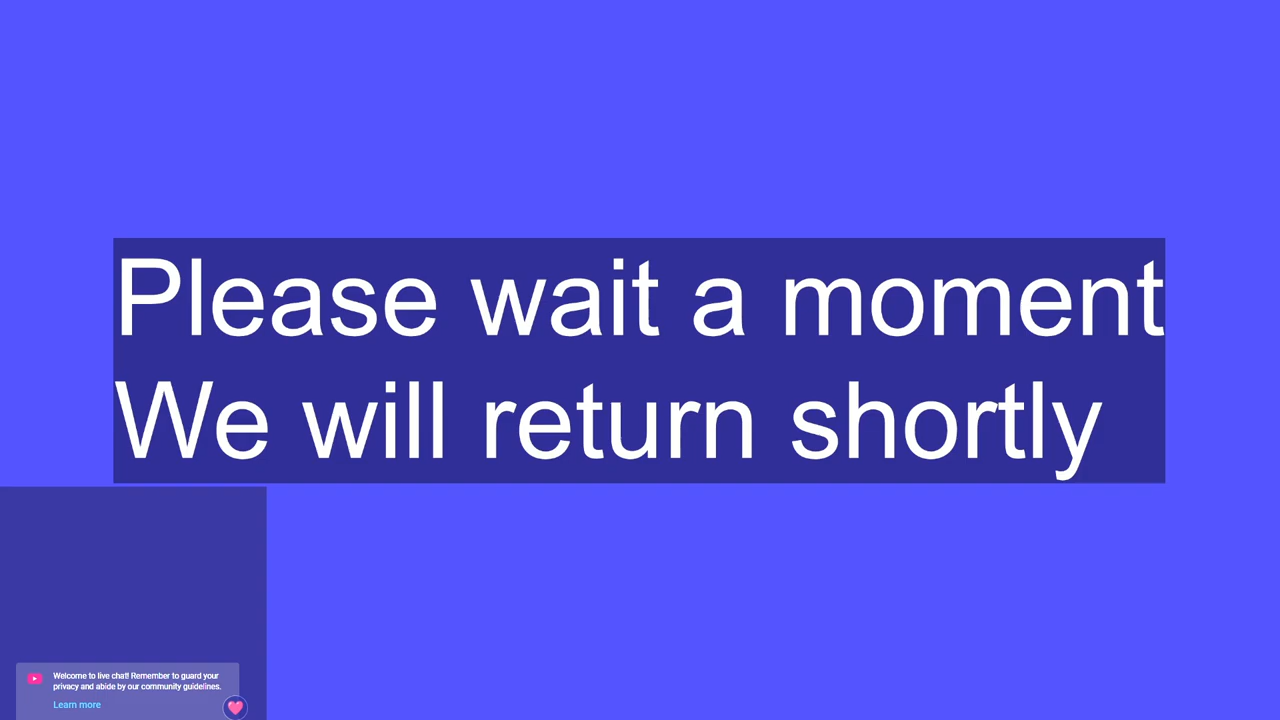 Please wait a moment
We will return shortly
Welcome to live chat! Remember to guard your
privacy and abide by our community guidelines.
Learn more